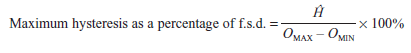 Maximum hysteresis as a percentage of f.s.d. = Ĥ / (O_MAX − O_MIN) × 100%